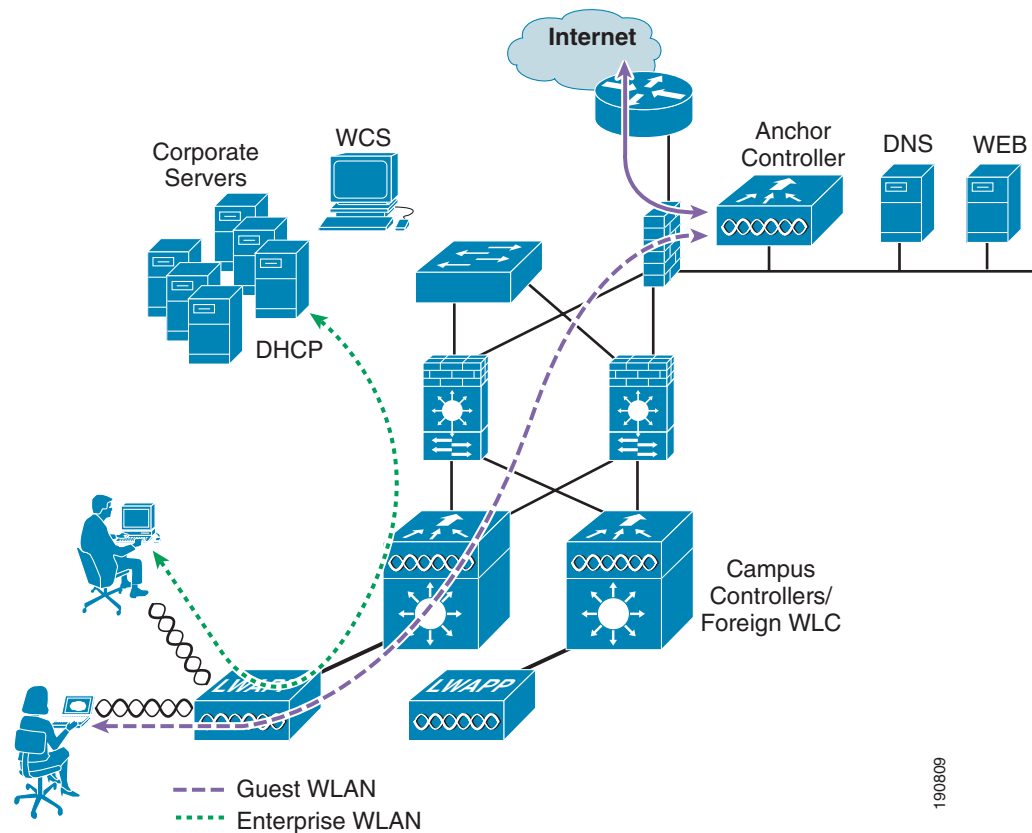 Internet
Corporate
Servers
WCS
Anchor
Controller
DNS
WEB
DHCP
Campus
Controllers/
Foreign WLC
LWAPP
LWAPP
Guest WLAN
Enterprise WLAN
190809